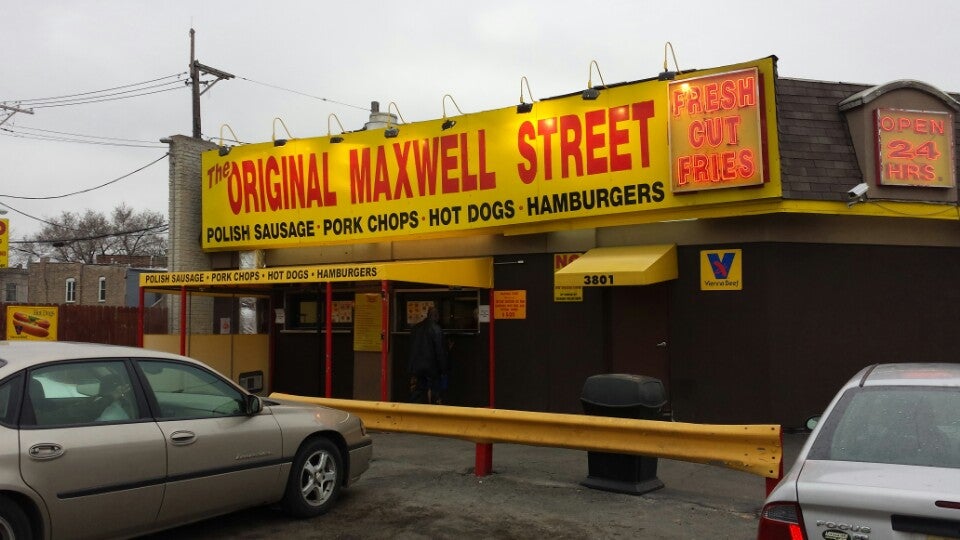 The ORIGINAL MAXWELL STREET
POLISH SAUSAGE · PORK CHOPS · HOT DOGS · HAMBURGERS
FRESH
CUT
FRIES
OPEN
24
HRS.
POLISH SAUSAGE · PORK CHOPS · HOT DOGS · HAMBURGERS
NO
3801
V
Vienna Beef
Hot Dogs
FOCUS